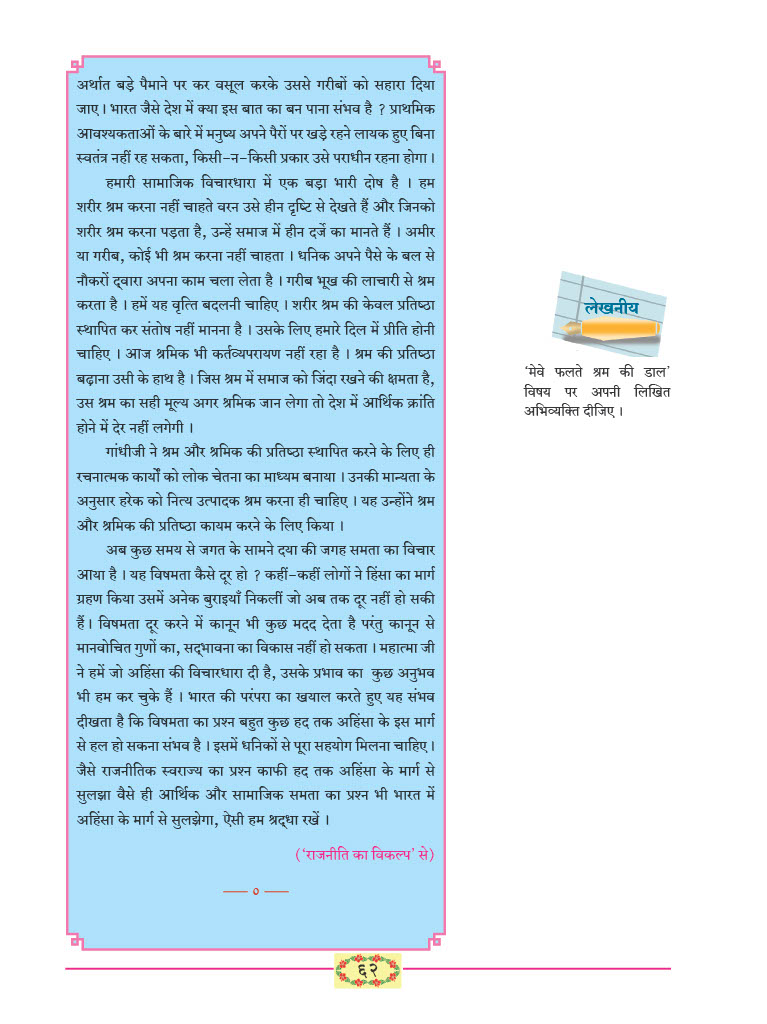 अर्थात बड़े पैमाने पर कर वसूल करके उससे गरीबों को सहारा दिया
जाए । भारत जैसे देश में क्या इस बात का बन पाना संभव है ? प्राथमिक
आवश्यकताओं के बारे में मनुष्य अपने पैरों पर खड़े रहने लायक हुए बिना
स्वतंत्र नहीं रह सकता, किसी-न-किसी प्रकार उसे पराधीन रहना होगा ।
हमारी सामाजिक विचारधारा में एक बड़ा भारी दोष है । हम
शरीर श्रम करना नहीं चाहते वरन उसे हीन दृष्टि से देखते हैं और जिनको
शरीर श्रम करना पड़ता है, उन्हें समाज में हीन दर्जे का मानते हैं । अमीर
या गरीब, कोई भी श्रम करना नहीं चाहता । धनिक अपने पैसे के बल से
नौकरों द्‌वारा अपना काम चला लेता है । गरीब भूख की लाचारी से श्रम
करता है । हमें यह वृत्ति बदलनी चाहिए । शरीर श्रम की केवल प्रतिष्ठा
स्थापित कर संतोष नहीं मानना है । उसके लिए हमारे दिल में प्रीति होनी
चाहिए । आज श्रमिक भी कर्तव्यपरायण नहीं रहा है । श्रम की प्रतिष्ठा
बढ़ाना उसी के हाथ है । जिस श्रम में समाज को जिंदा रखने की क्षमता है,
उस श्रम का सही मूल्य अगर श्रमिक जान लेगा तो देश में आर्थिक क्रांति
होने में देर नहीं लगेगी ।
गांधीजी ने श्रम और श्रमिक की प्रतिष्ठा स्थापित करने के लिए ही
रचनात्मक कार्यों को लोक चेतना का माध्यम बनाया । उनकी मान्यता के
अनुसार हरेक को नित्य उत्पादक श्रम करना ही चाहिए । यह उन्होंने श्रम
और श्रमिक की प्रतिष्ठा कायम करने के लिए किया ।
अब कुछ समय से जगत के सामने दया की जगह समता का विचार
आया है । यह विषमता कैसे दूर हो ? कहीं-कहीं लोगों ने हिंसा का मार्ग
ग्रहण किया उसमें अनेक बुराइयाँ निकलीं जो अब तक दूर नहीं हो सकी
हैं । विषमता दूर करने में कानून भी कुछ मदद देता है परंतु कानून से
मानवोचित गुणों का, सद्‌भावना का विकास नहीं हो सकता । महात्मा जी
ने हमें जो अहिंसा की विचारधारा दी है, उसके प्रभाव का कुछ अनुभव
भी हम कर चुके हैं । भारत की परंपरा का खयाल करते हुए यह संभव
दीखता है कि विषमता का प्रश्न बहुत कुछ हद तक अहिंसा के इस मार्ग
से हल हो सकना संभव है । इसमें धनिकों से पूरा सहयोग मिलना चाहिए ।
जैसे राजनीतिक स्वराज्य का प्रश्न काफी हद तक अहिंसा के मार्ग से
सुलझा वैसे ही आर्थिक और सामाजिक समता का प्रश्न भी भारत में
अहिंसा के मार्ग से सुलझेगा, ऐसी हम श्रद्‌धा रखें ।
('राजनीति का विकल्प' से)
—— ० ——
लेखनीय
'मेवे फलते श्रम की डाल'
विषय पर अपनी लिखित
अभिव्यक्ति दीजिए ।
६२